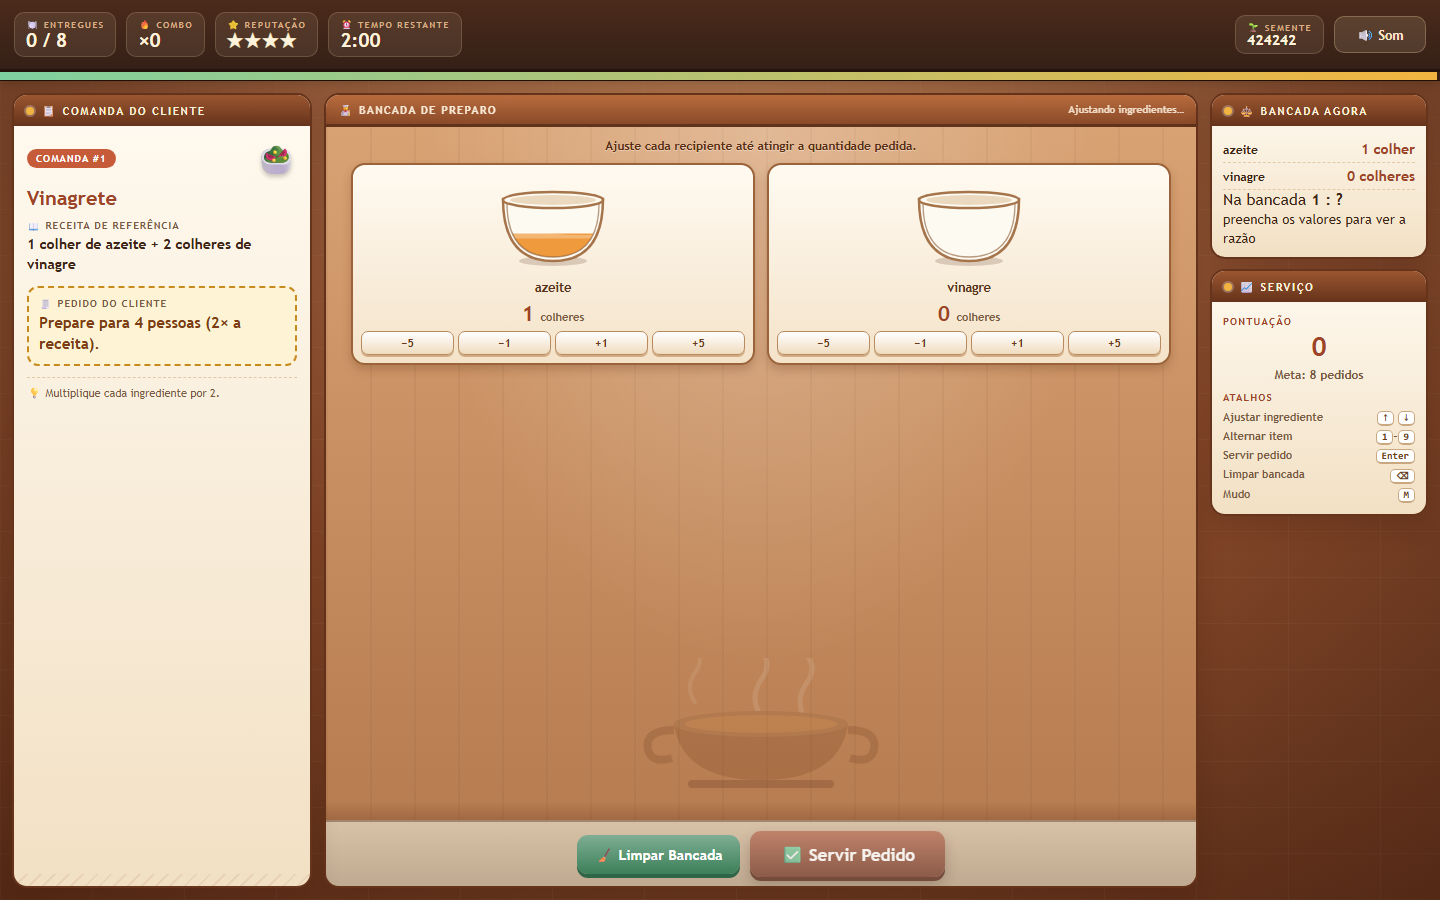 ENTREGUES
0 / 8
COMBO
×0
REPUTAÇÃO
★★★★
TEMPO RESTANTE
2:00
SEMENTE
424242
Som
COMANDA DO CLIENTE
COMANDA #1
Vinagrete
RECEITA DE REFERÊNCIA
1 colher de azeite + 2 colheres de
vinagre
PEDIDO DO CLIENTE
Prepare para 4 pessoas (2× a
receita).
Multiplique cada ingrediente por 2.
BANCADA DE PREPARO
Ajustando ingredientes...
Ajuste cada recipiente até atingir a quantidade pedida.
azeite
1 colheres
−5 −1 +1 +5
vinagre
0 colheres
−5 −1 +1 +5
Limpar Bancada
Servir Pedido
BANCADA AGORA
azeite 1 colher
vinagre 0 colheres
Na bancada 1 : ?
preencha os valores para ver a
razão
SERVIÇO
PONTUAÇÃO
0
Meta: 8 pedidos
ATALHOS
Ajustar ingrediente ↑ ↓
Alternar item 1-9
Servir pedido Enter
Limpar bancada ⌫
Mudo M